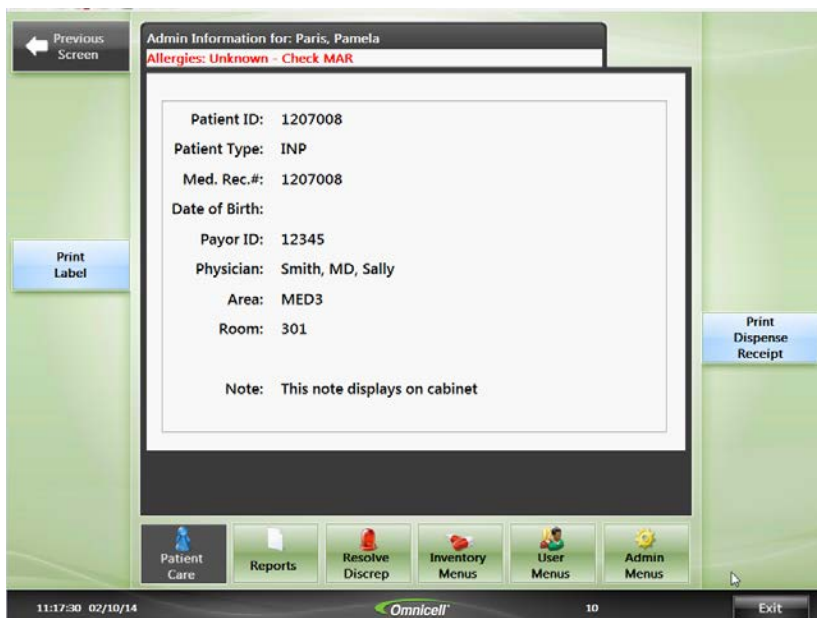 Previous
Screen
Admin Information for: Paris, Pamela
Allergies: Unknown - Check MAR
Patient ID: 1207008
Patient Type: INP
Med. Rec.#: 1207008
Date of Birth:
Payor ID: 12345
Physician: Smith, MD, Sally
Area: MED3
Room: 301
Note: This note displays on cabinet
Print
Label
Print
Dispense
Receipt
Patient
Care
Reports
Resolve
Discrep
Inventory
Menus
User
Menus
Admin
Menus
11:17:30 02/10/14
Omnicell
10
Exit